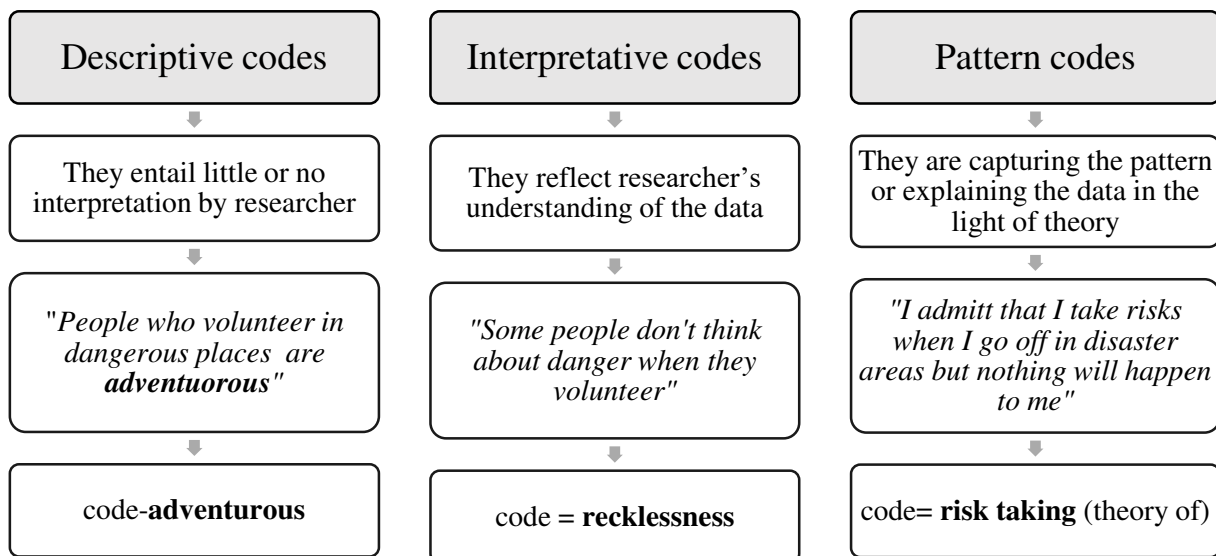 Descriptive codes
They entail little or no
interpretation by researcher
"People who volunteer in
dangerous places are
adventuorous"
code-adventurous
Interpretative codes
They reflect researcher’s
understanding of the data
"Some people don't think
about danger when they
volunteer"
code = recklessness
Pattern codes
They are capturing the pattern
or explaining the data in the
light of theory
"I admitt that I take risks
when I go off in disaster
areas but nothing will happen
to me"
code= risk taking (theory of)